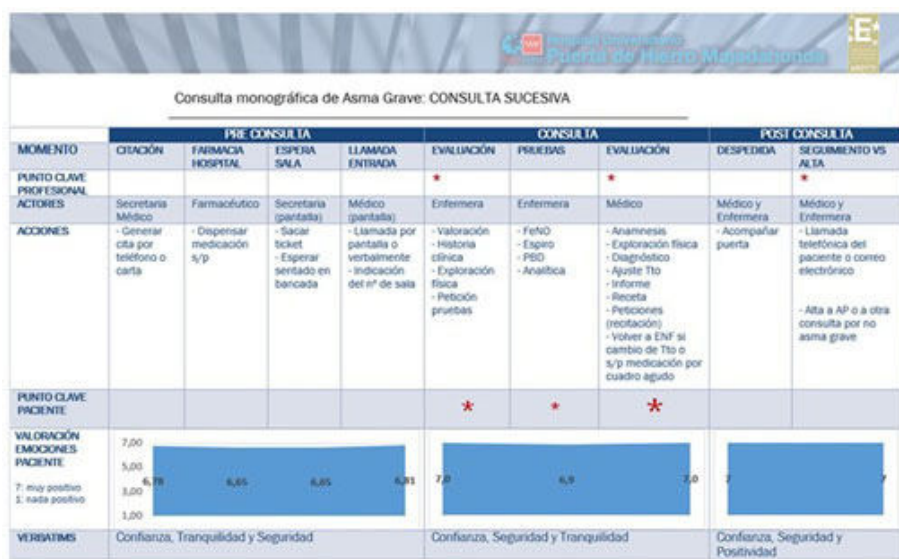 Hospital Universitario
Puerta de Hierro Majadahonda
Consulta monográfica de Asma Grave: CONSULTA SUCESIVA
PRE CONSULTA
CONSULTA
POST CONSULTA
MOMENTO
CITACIÓN
FARMACIA
HOSPITAL
ESPERA
SALA
LLAMADA
ENTRADA
EVALUACIÓN
PRUEBAS
EVALUACIÓN
DESPEDIDA
SEGUIMIENTO VS
ALTA
PUNTO CLAVE
PROFESIONAL
*
*
*
ACTORES
Secretaria
Médico
Farmacéutico
Secretaria
(pantalla)
Médico
(pantalla)
Enfermera
Enfermera
Médico
Médico y
Enfermera
Médico y
Enfermera
ACCIONES
- Generar
cita por
teléfono o
carta
- Dispensar
medicación
s/p
- Sacar
ticket
- Esperar
sentado en
bancada
- Llamada por
pantalla o
verbalmente
- Indicación
del nº de sala
- Valoración
- Historia
clínica
- Exploración
física
- Petición
pruebas
- FeNO
- Espiro
- PBD
- Analítica
- Anamnesis
- Exploración física
- Diagnóstico
- Ajuste Tto
- Informe
- Receta
- Peticiones
(recitación)
- Volver a ENF si
cambio de Tto o
s/p medicación por
cuadro agudo
- Acompañar
puerta
- Llamada
telefónica del
paciente o correo
electrónico
- Alta a AP o a otra
consulta por no
asma grave
PUNTO CLAVE
PACIENTE
*
*
*
VALORACIÓN
EMOCIONES
PACIENTE
7: muy positivo
1: nada positivo
7,00
5,00
3,00
1,00
6,78
6,65
6,65
6,81
7,0
6,9
7,0
7
7
VERBATIMS
Confianza, Tranquilidad y Seguridad
Confianza, Seguridad y Tranquilidad
Confianza, Seguridad y
Positividad